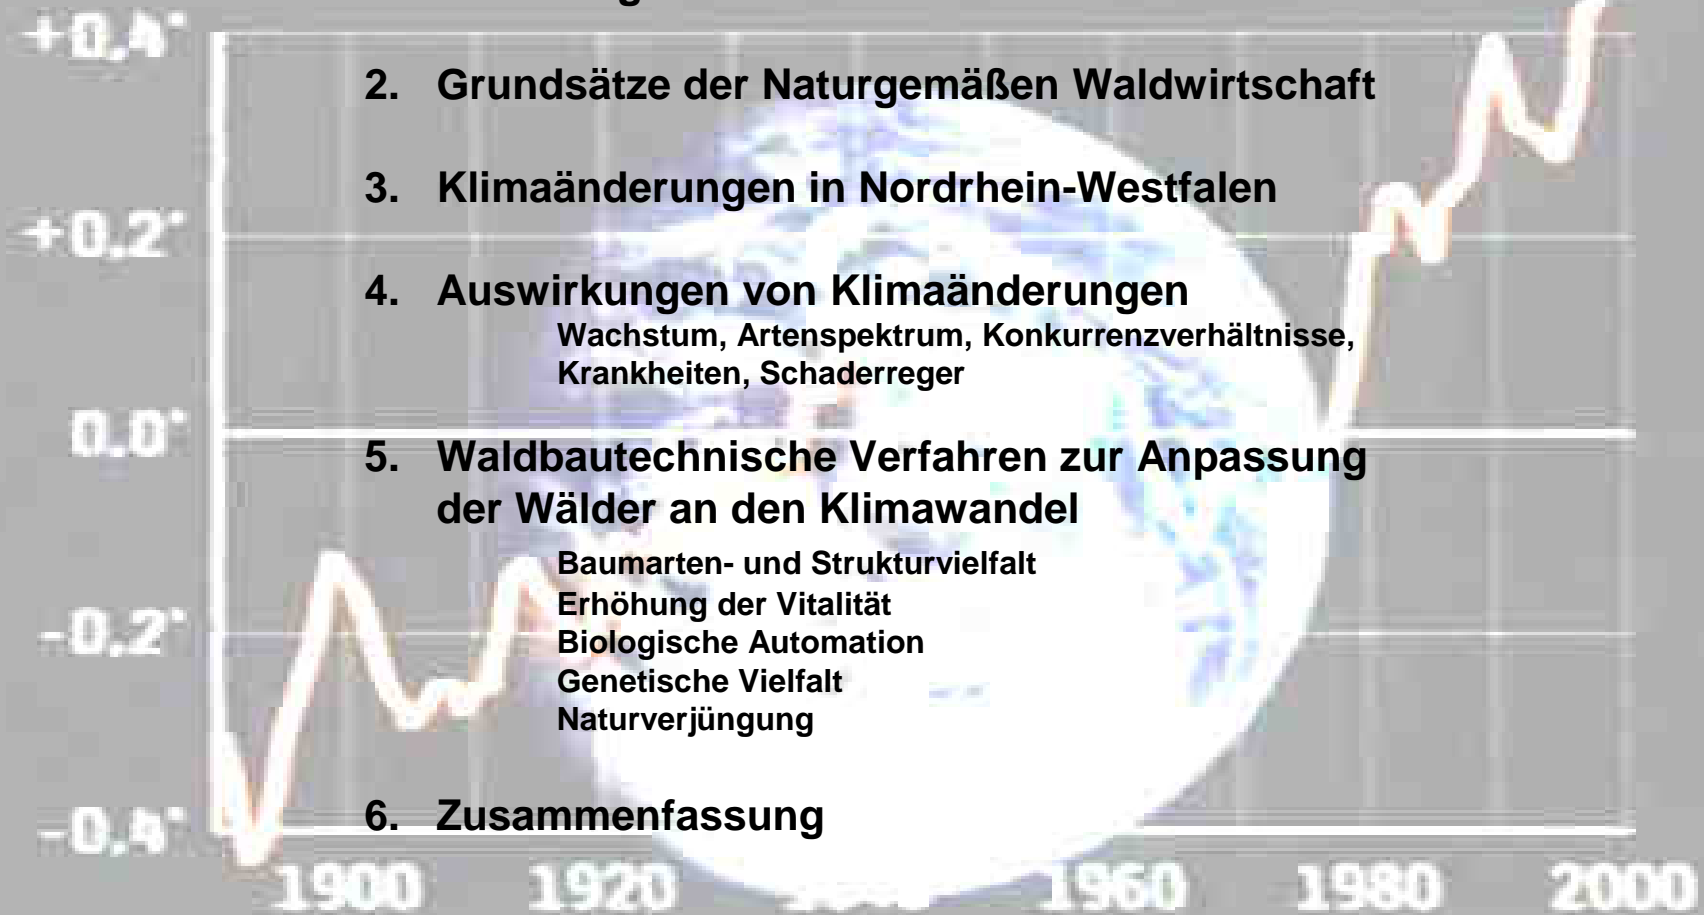 +0,4°
2. Grundsätze der Naturgemäßen Waldwirtschaft
3. Klimaänderungen in Nordrhein-Westfalen
+0,2°
4. Auswirkungen von Klimaänderungen
Wachstum, Artenspektrum, Konkurrenzverhältnisse,
Krankheiten, Schaderreger
0,0°
5. Waldbautechnische Verfahren zur Anpassung
der Wälder an den Klimawandel
Baumarten- und Strukturvielfalt
Erhöhung der Vitalität
-0,2°
Biologische Automation
Genetische Vielfalt
Naturverjüngung
6. Zusammenfassung
-0,4°
1900 1920 1960 1980 2000